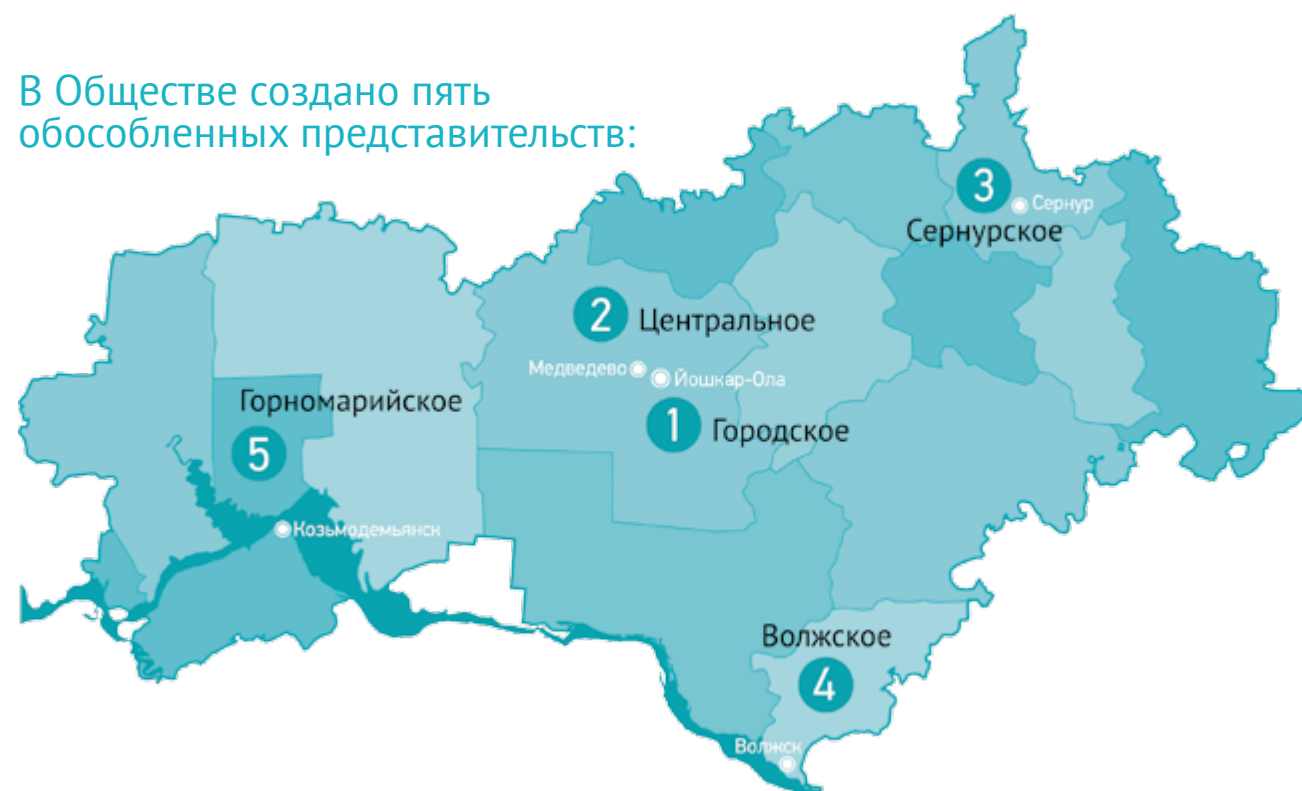 В Обществе создано пять
обособленных представительств:
3
Сернур
Сернурское
2
Центральное
Медведево
Йошкар-Ола
Горномарийское
1
Городское
5
Козьмодемьянск
Волжское
4
Волжск